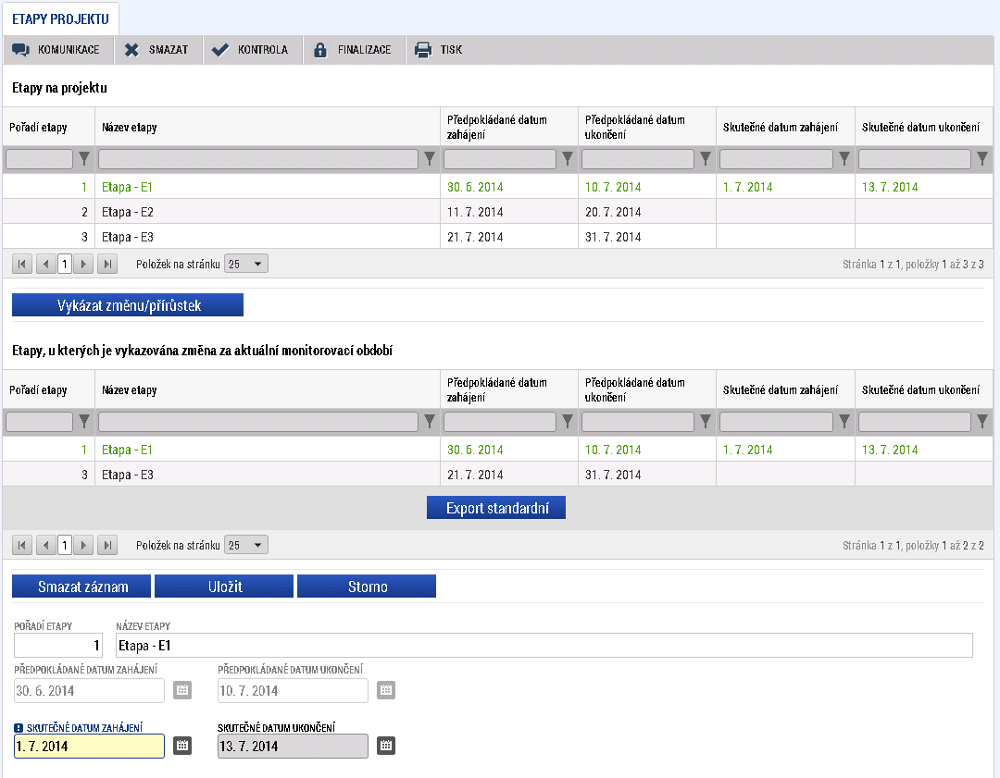 ETAPY PROJEKTU
KOMUNIKACE SMAZAT KONTROLA FINALIZACE TISK
Etapy na projektu
Pořadí etapy Název etapy Předpokládané datum zahájení Předpokládané datum ukončení Skutečné datum zahájení Skutečné datum ukončení
1 Etapa - E1 30. 6. 2014 10. 7. 2014 1. 7. 2014 13. 7. 2014
2 Etapa - E2 11. 7. 2014 20. 7. 2014
3 Etapa - E3 21. 7. 2014 31. 7. 2014
1 Položek na stránku 25 Stránka 1 z 1, položky 1 až 3 z 3
Vykázat změnu/přírůstek
Etapy, u kterých je vykazována změna za aktuální monitorovací období
Pořadí etapy Název etapy Předpokládané datum zahájení Předpokládané datum ukončení Skutečné datum zahájení Skutečné datum ukončení
1 Etapa - E1 30. 6. 2014 10. 7. 2014 1. 7. 2014 13. 7. 2014
3 Etapa - E3 21. 7. 2014 31. 7. 2014
Export standardní
1 Položek na stránku 25 Stránka 1 z 1, položky 1 až 2 z 2
Smazat záznam Uložit Storno
POŘADÍ ETAPY NÁZEV ETAPY
1 Etapa - E1
PŘEDPOKLÁDANÉ DATUM ZAHÁJENÍ PŘEDPOKLÁDANÉ DATUM UKONČENÍ
30. 6. 2014 10. 7. 2014
SKUTEČNÉ DATUM ZAHÁJENÍ SKUTEČNÉ DATUM UKONČENÍ
1. 7. 2014 13. 7. 2014